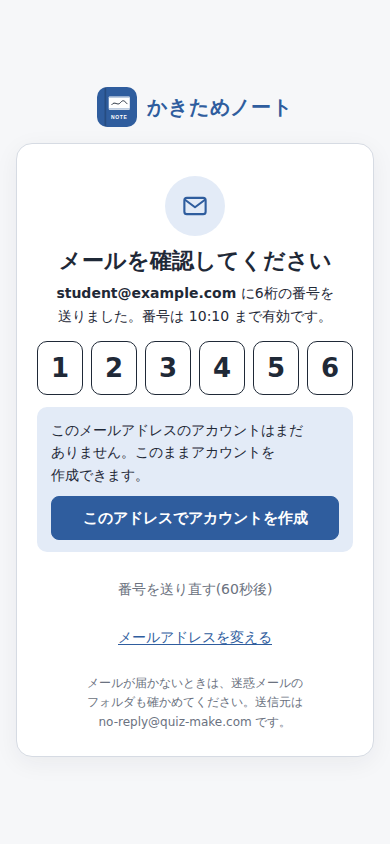 NOTE
かきためノート
メールを確認してください
student@example.com に6桁の番号を
送りました。番号は 10:10 まで有効です。
1 2 3 4 5 6
このメールアドレスのアカウントはまだ
ありません。このままアカウントを
作成できます。
このアドレスでアカウントを作成
番号を送り直す(60秒後)
メールアドレスを変える
メールが届かないときは、迷惑メールの
フォルダも確かめてください。送信元は
no-reply@quiz-make.com です。